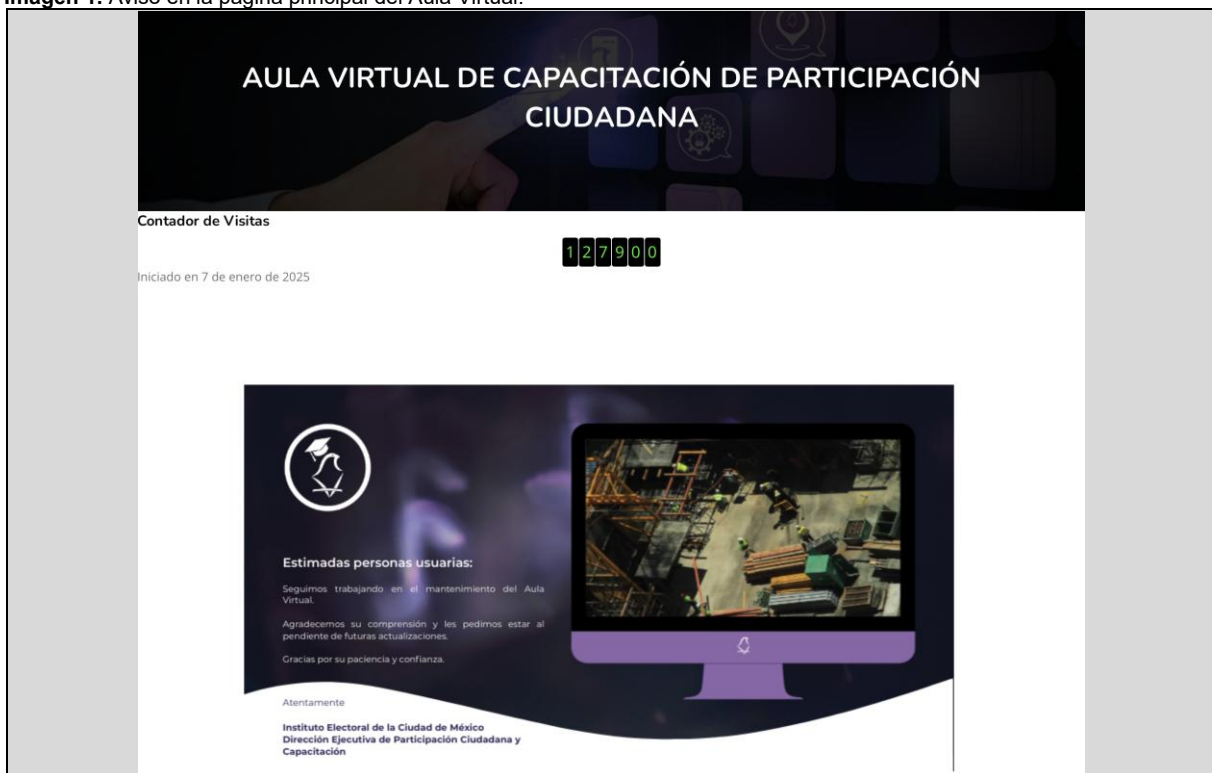 Imagen 1. Aviso en la página principal del Aula Virtual.
AULA VIRTUAL DE CAPACITACIÓN DE PARTICIPACIÓN
CIUDADANA
Contador de Visitas
127900
Iniciado en 7 de enero de 2025
Estimadas personas usuarias:
Seguimos trabajando en el mantenimiento del Aula
Virtual.
Agradecemos su comprensión y les pedimos estar al
pendiente de futuras actualizaciones.
Gracias por su paciencia y confianza.
Atentamente
Instituto Electoral de la Ciudad de México
Dirección Ejecutiva de Participación Ciudadana y
Capacitación